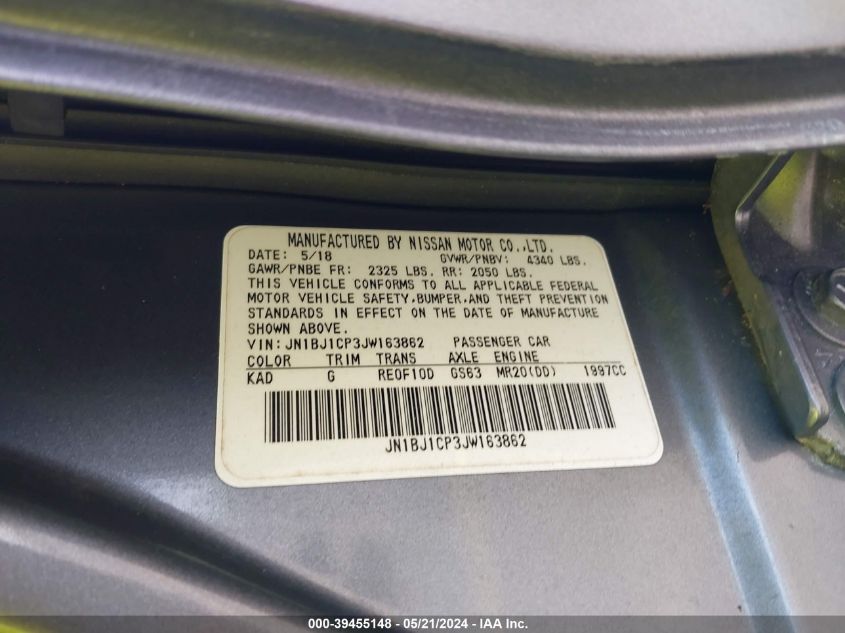 MANUFACTURED BY NISSAN MOTOR CO.,LTD.
DATE: 5/18 GVWR/PNBV: 4340 LBS.
GAWR/PNBE FR: 2325 LBS. RR: 2050 LBS.
THIS VEHICLE CONFORMS TO ALL APPLICABLE FEDERAL
MOTOR VEHICLE SAFETY,BUMPER,AND THEFT PREVENTION
STANDARDS IN EFFECT ON THE DATE OF MANUFACTURE
SHOWN ABOVE.
VIN: JN1BJ1CP3JW163862 PASSENGER CAR
COLOR TRIM TRANS AXLE ENGINE
KAD G RE0F10D GS63 MR20(DD) 1997CC
JN1BJ1CP3JW163862
000-39455148 - 05/21/2024 - IAA Inc.